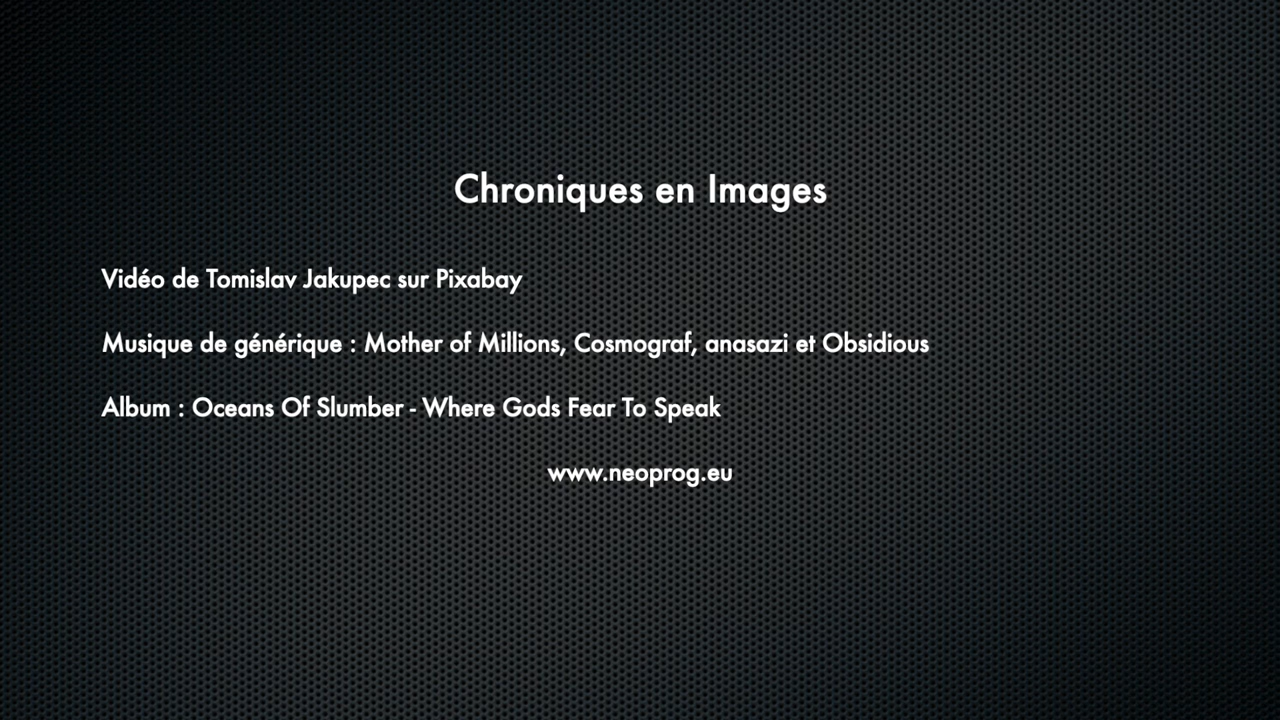 Chroniques en Images
Vidéo de Tomislav Jakupec sur Pixabay
Musique de générique : Mother of Millions, Cosmograf, anasazi et Obsidious
Album : Oceans Of Slumber - Where Gods Fear To Speak
www.neoprog.eu